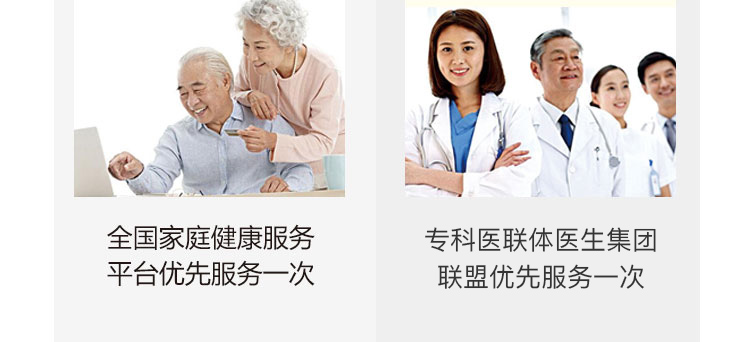 全国家庭健康服务
平台优先服务一次
专科医联体医生集团
联盟优先服务一次